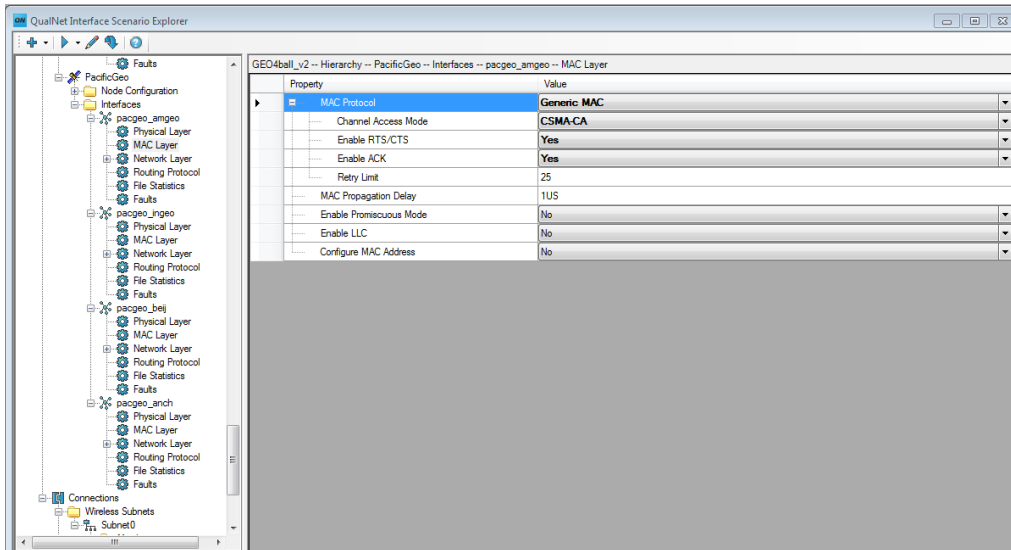 QN QualNet Interface Scenario Explorer
Faults
PacificGeo
Node Configuration
Interfaces
pacgeo_amgeo
Physical Layer
MAC Layer
Network Layer
Routing Protocol
File Statistics
Faults
pacgeo_ingeo
Physical Layer
MAC Layer
Network Layer
Routing Protocol
File Statistics
Faults
pacgeo_beij
Physical Layer
MAC Layer
Network Layer
Routing Protocol
File Statistics
Faults
pacgeo_anch
Physical Layer
MAC Layer
Network Layer
Routing Protocol
File Statistics
Faults
Connections
Wireless Subnets
Subnet0
GEO4ball_v2 -- Hierarchy -- PacificGeo -- Interfaces -- pacgeo_amgeo -- MAC Layer
Property Value
MAC Protocol Generic MAC
Channel Access Mode CSMA-CA
Enable RTS/CTS Yes
Enable ACK Yes
Retry Limit 25
MAC Propagation Delay 1US
Enable Promiscuous Mode No
Enable LLC No
Configure MAC Address No